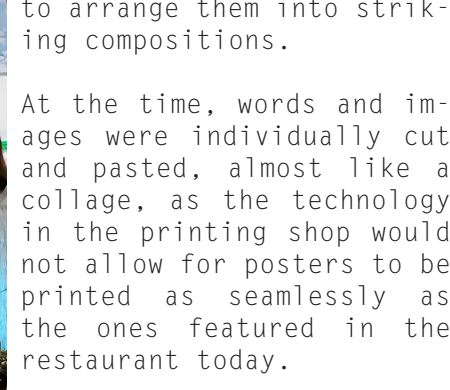 to arrange them into strik-
ing compositions.
At the time, words and im-
ages were individually cut
and pasted, almost like a
collage, as the technology
in the printing shop would
not allow for posters to be
printed as seamlessly as
the ones featured in the
restaurant today.